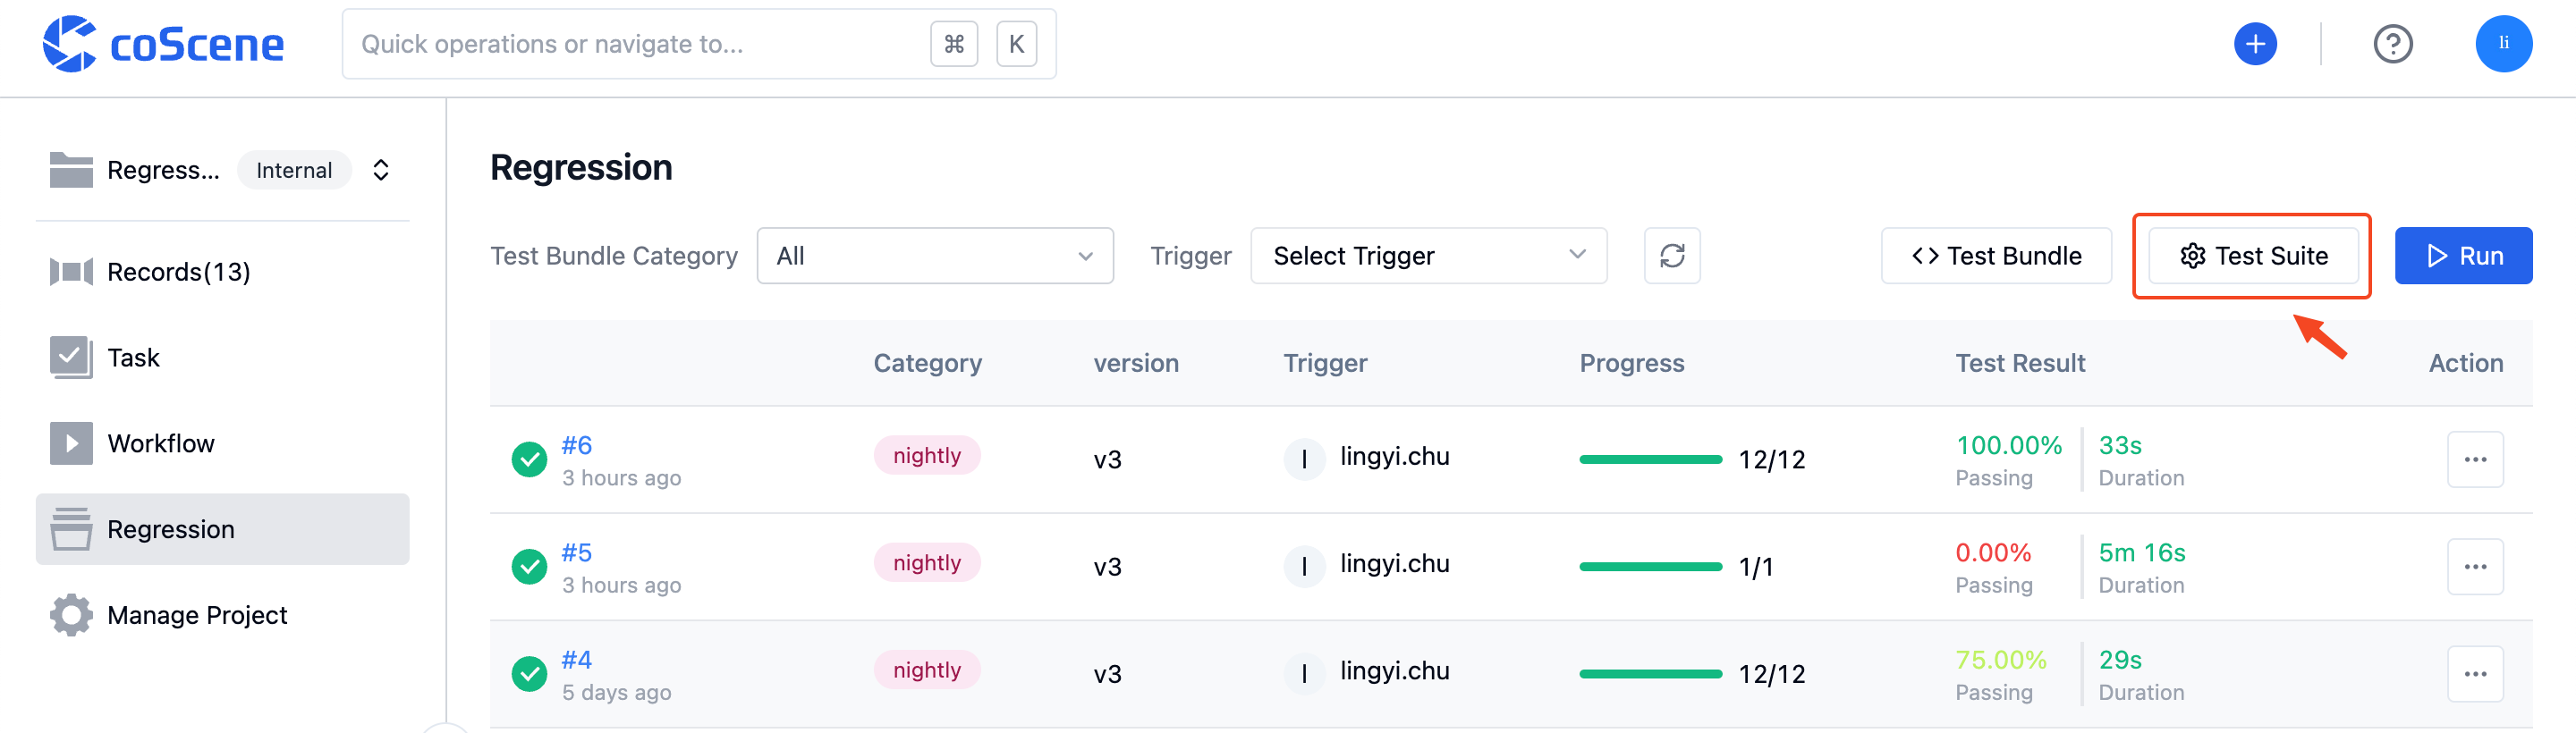 coScene
Quick operations or navigate to...
⌘ K
li
Regress... Internal
Records(13)
Task
Workflow
Regression
Manage Project
Regression
Test Bundle Category All Trigger Select Trigger <> Test Bundle Test Suite Run
Category version Trigger Progress Test Result Action
#6 nightly v3 l lingyi.chu 12/12 100.00% 33s ...
3 hours ago Passing Duration
#5 nightly v3 l lingyi.chu 1/1 0.00% 5m 16s ...
3 hours ago Passing Duration
#4 nightly v3 l lingyi.chu 12/12 75.00% 29s ...
5 days ago Passing Duration